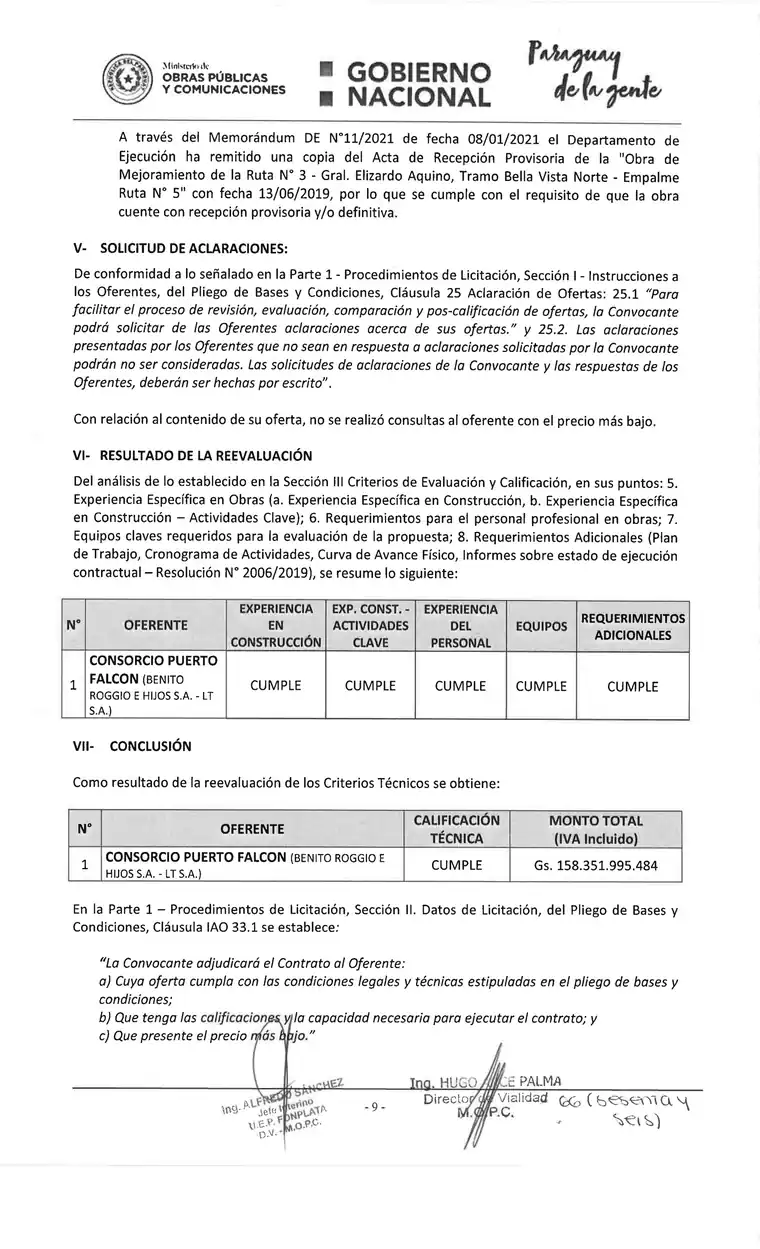 Ministerio de
OBRAS PÚBLICAS
Y COMUNICACIONES
GOBIERNO
NACIONAL
Paraguay
de la gente
A través del Memorándum DE N°11/2021 de fecha 08/01/2021 el Departamento de
Ejecución ha remitido una copia del Acta de Recepción Provisoria de la "Obra de
Mejoramiento de la Ruta N° 3 - Gral. Elizardo Aquino, Tramo Bella Vista Norte - Empalme
Ruta N° 5" con fecha 13/06/2019, por lo que se cumple con el requisito de que la obra
cuente con recepción provisoria y/o definitiva.
V- SOLICITUD DE ACLARACIONES:
De conformidad a lo señalado en la Parte 1 - Procedimientos de Licitación, Sección I - Instrucciones a
los Oferentes, del Pliego de Bases y Condiciones, Cláusula 25 Aclaración de Ofertas: 25.1 "Para
facilitar el proceso de revisión, evaluación, comparación y pos-calificación de ofertas, la Convocante
podrá solicitar de las Oferentes aclaraciones acerca de sus ofertas." y 25.2. Las aclaraciones
presentadas por los Oferentes que no sean en respuesta a aclaraciones solicitadas por la Convocante
podrán no ser consideradas. Las solicitudes de aclaraciones de la Convocante y las respuestas de los
Oferentes, deberán ser hechas por escrito".
Con relación al contenido de su oferta, no se realizó consultas al oferente con el precio más bajo.
VI- RESULTADO DE LA REEVALUACIÓN
Del análisis de lo establecido en la Sección III Criterios de Evaluación y Calificación, en sus puntos: 5.
Experiencia Específica en Obras (a. Experiencia Específica en Construcción, b. Experiencia Específica
en Construcción – Actividades Clave); 6. Requerimientos para el personal profesional en obras; 7.
Equipos claves requeridos para la evaluación de la propuesta; 8. Requerimientos Adicionales (Plan
de Trabajo, Cronograma de Actividades, Curva de Avance Físico, Informes sobre estado de ejecución
contractual – Resolución N° 2006/2019), se resume lo siguiente:
N° OFERENTE EXPERIENCIA EN CONSTRUCCIÓN EXP. CONST. - ACTIVIDADES CLAVE EXPERIENCIA DEL PERSONAL EQUIPOS REQUERIMIENTOS ADICIONALES
1 CONSORCIO PUERTO FALCON (BENITO ROGGIO E HIJOS S.A. - LT S.A.) CUMPLE CUMPLE CUMPLE CUMPLE CUMPLE
VII- CONCLUSIÓN
Como resultado de la reevaluación de los Criterios Técnicos se obtiene:
N° OFERENTE CALIFICACIÓN TÉCNICA MONTO TOTAL (IVA Incluido)
1 CONSORCIO PUERTO FALCON (BENITO ROGGIO E HIJOS S.A. - LT S.A.) CUMPLE Gs. 158.351.995.484
En la Parte 1 – Procedimientos de Licitación, Sección II. Datos de Licitación, del Pliego de Bases y
Condiciones, Cláusula IAO 33.1 se establece:
"La Convocante adjudicará el Contrato al Oferente:
a) Cuya oferta cumpla con las condiciones legales y técnicas estipuladas en el pliego de bases y
condiciones;
b) Que tenga las calificaciones y la capacidad necesaria para ejecutar el contrato; y
c) Que presente el precio más bajo."
Ing. ALFREDO SÁNCHEZ
Jefe Interino
U.E.P. FONPLATA
D.V. - M.O.P.C.
- 9 -
Ing. HUGO PALMA
Director de Vialidad
M.O.P.C.
66 (sesenta y
seis)